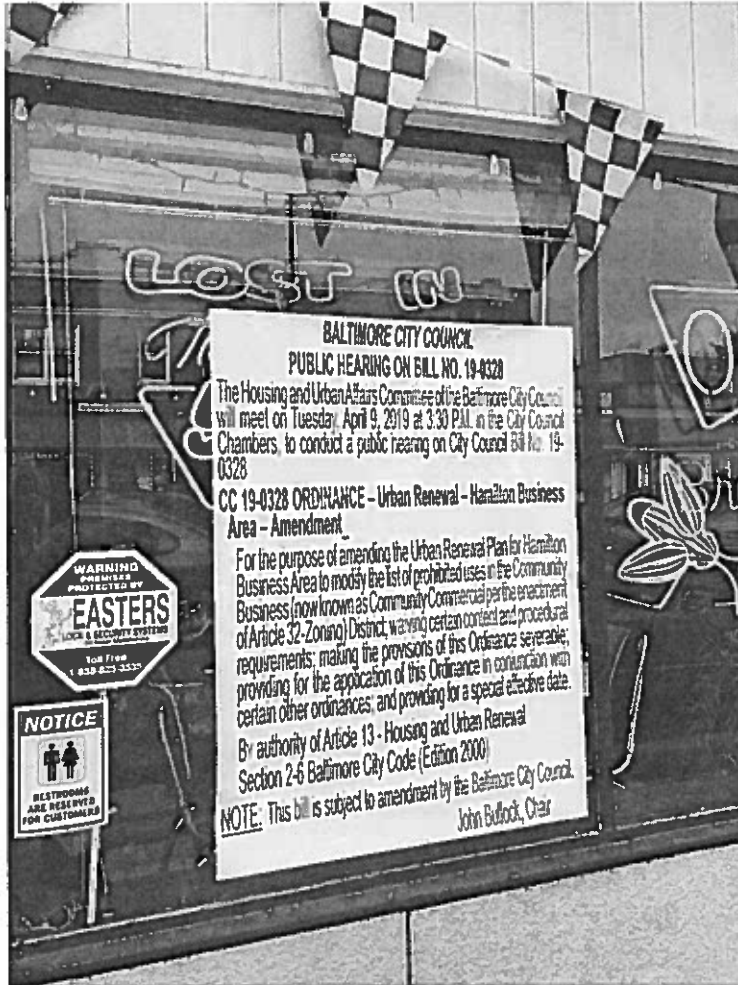 LOST IN
BALTIMORE CITY COUNCIL
PUBLIC HEARING ON BILL NO. 19-0328
The Housing and Urban Affairs Committee of the Baltimore City Council
will meet on Tuesday, April 9, 2019 at 3:30 P.M. in the City Council
Chambers, to conduct a public hearing on City Council Bill No. 19-
0328
CC 19-0328 ORDINANCE – Urban Renewal – Hamilton Business
Area – Amendment
For the purpose of amending the Urban Renewal Plan for Hamilton
Business Area to modify the list of prohibited uses in the Community
Business (now known as Community Commercial per the enactment
of Article 32-Zoning) District; waiving certain content and procedural
requirements; making the provisions of this Ordinance severable;
providing for the application of this Ordinance in conjunction with
certain other ordinances; and providing for a special effective date.
By authority of Article 13 - Housing and Urban Renewal
Section 2-6 Baltimore City Code (Edition 2000)
NOTE: This bill is subject to amendment by the Baltimore City Council.
John Bullock, Chair
WARNING
PREMISES
PROTECTED BY
EASTERS
LOCK & SECURITY SYSTEMS
Toll Free
NOTICE
RESTROOMS
ARE RESERVED
FOR CUSTOMERS